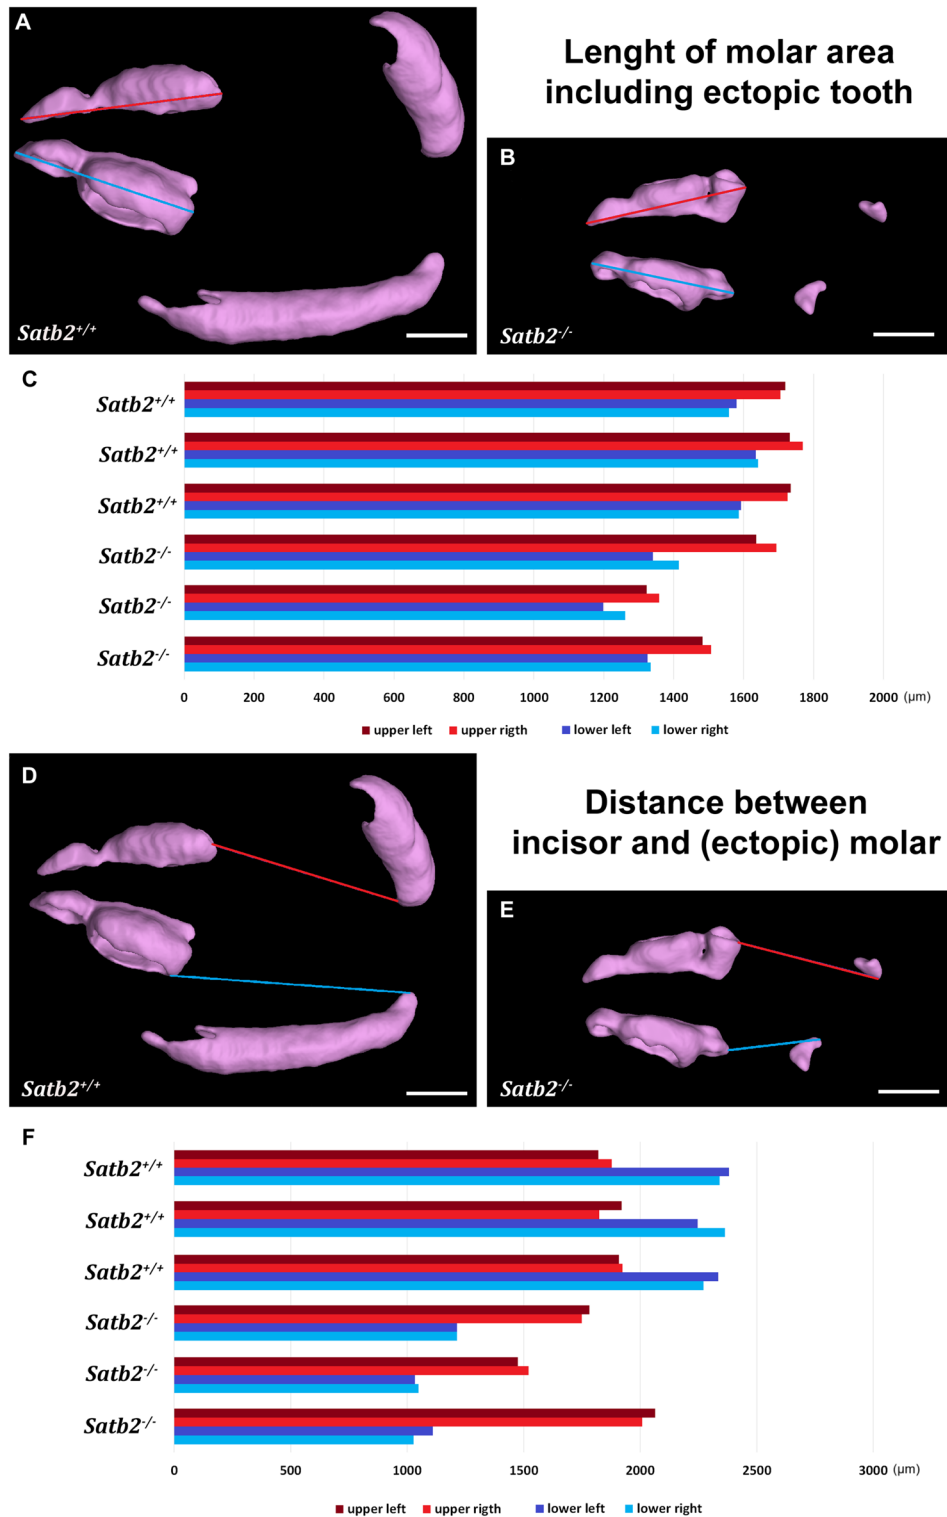 A
Lenght of molar area
including ectopic tooth
B
Satb2+/+
Satb2-/-
C
Satb2+/+
Satb2+/+
Satb2+/+
Satb2-/-
Satb2-/-
Satb2-/-
0 200 400 600 800 1000 1200 1400 1600 1800 2000 (µm)
upper left upper rigth lower left lower right
D
Distance between
incisor and (ectopic) molar
E
Satb2+/+
Satb2-/-
F
Satb2+/+
Satb2+/+
Satb2+/+
Satb2-/-
Satb2-/-
Satb2-/-
0 500 1000 1500 2000 2500 3000 (µm)
upper left upper rigth lower left lower right